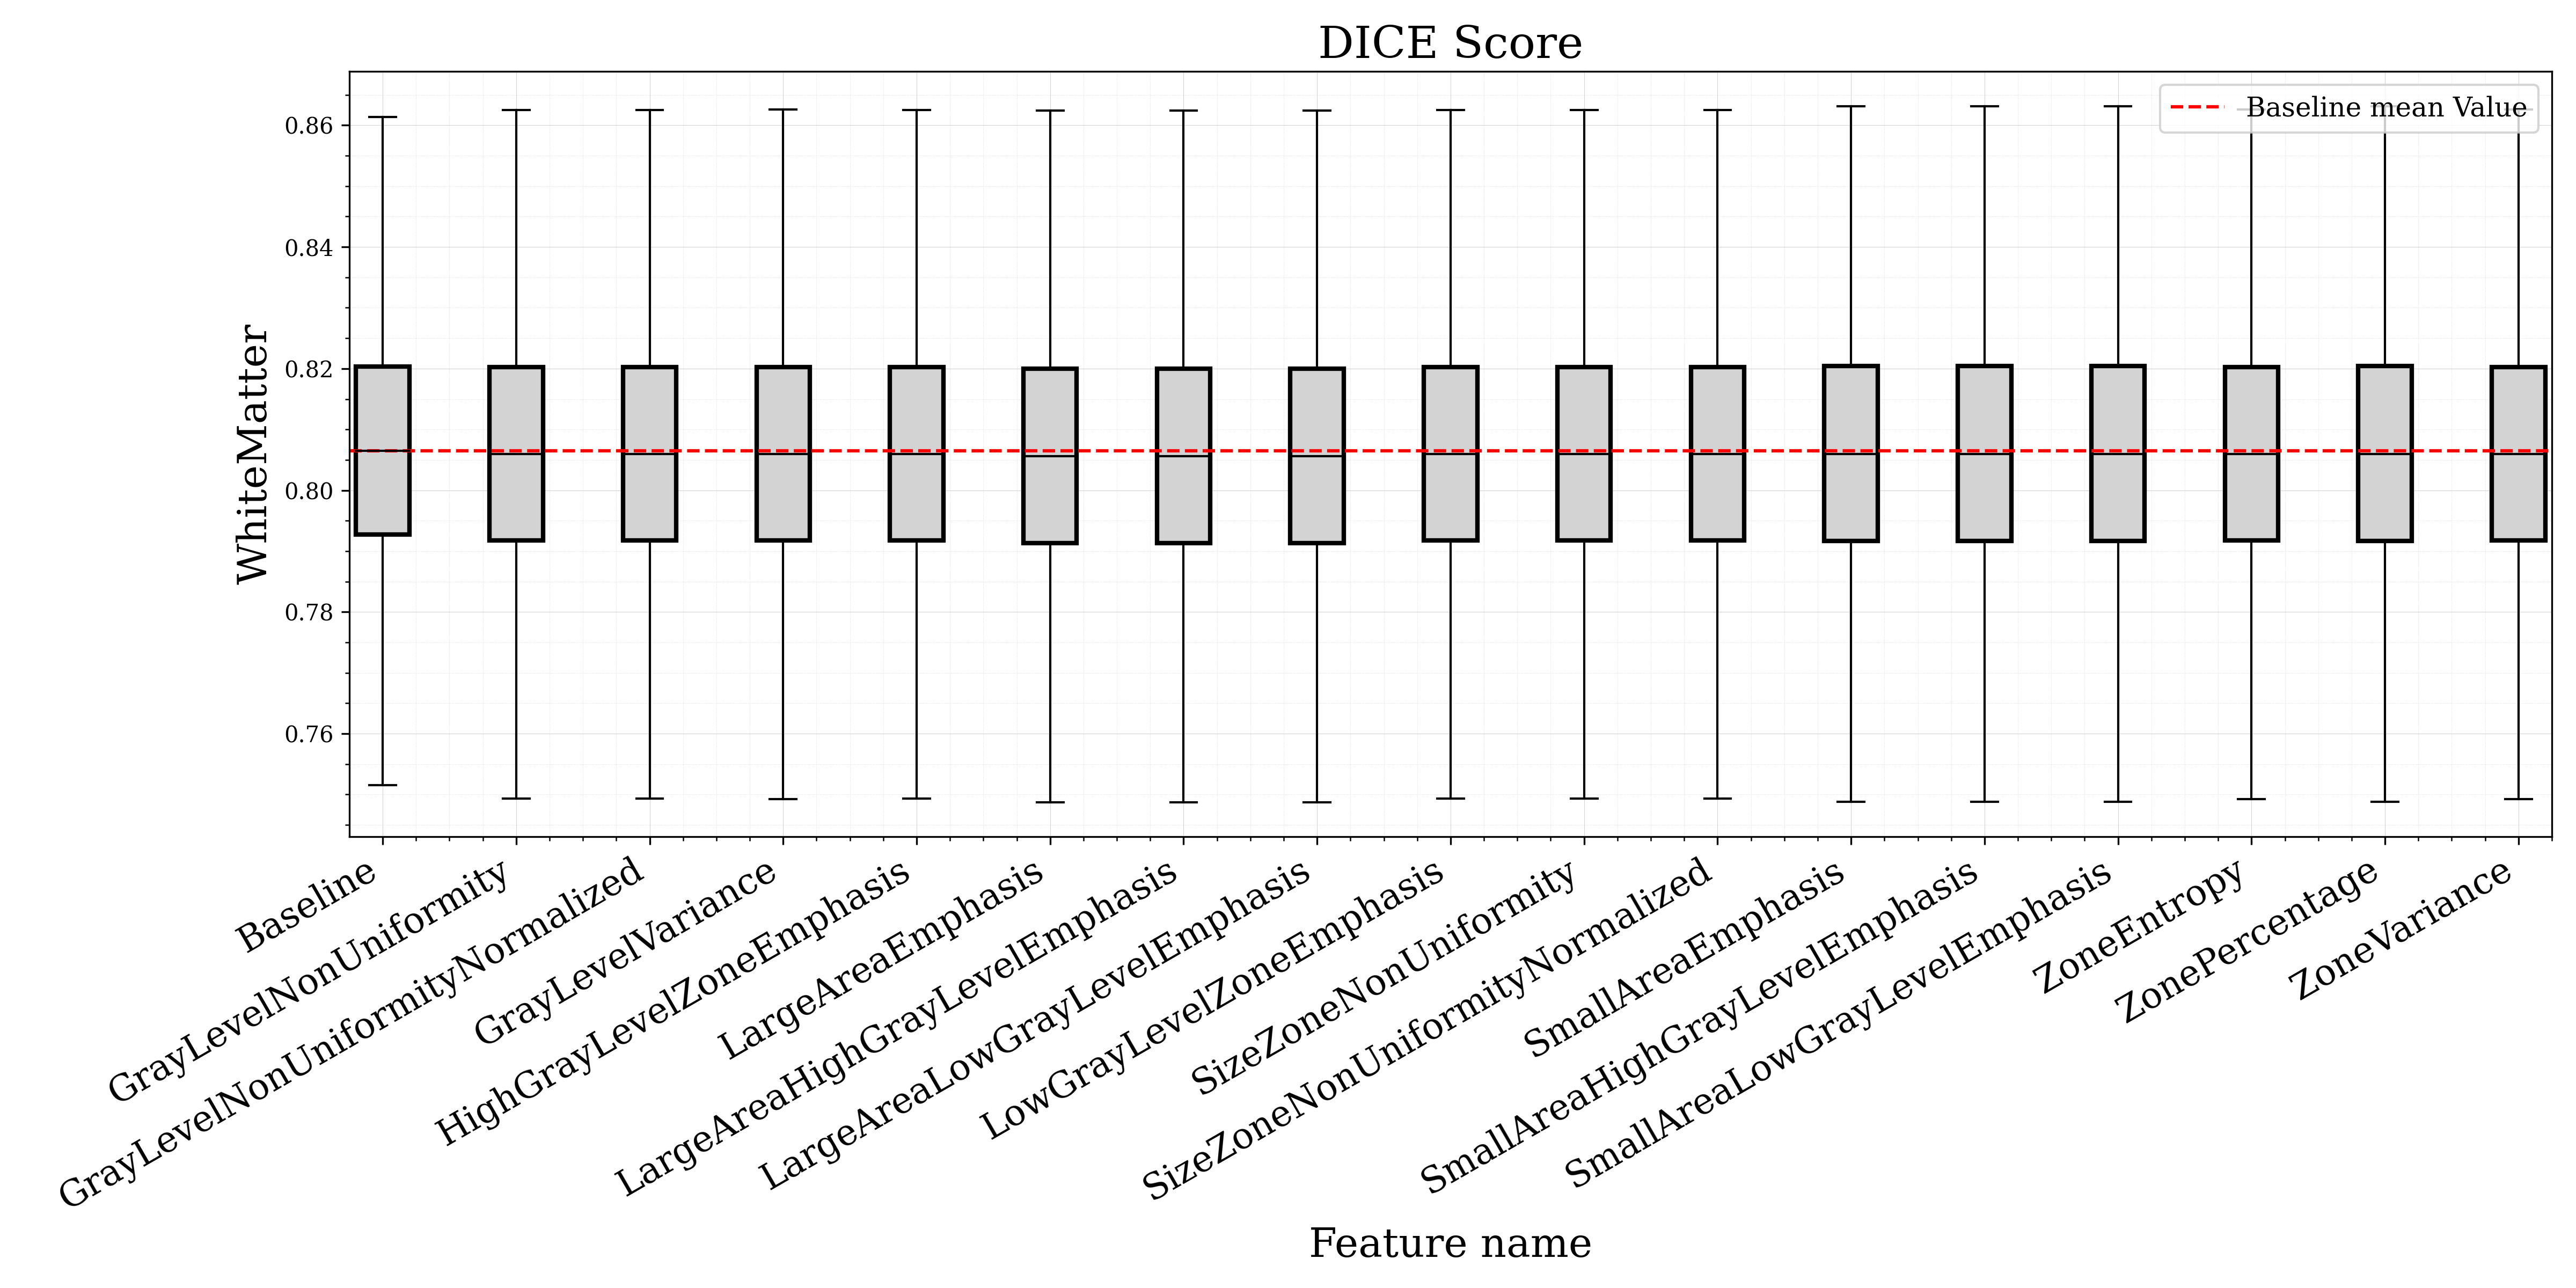 DICE Score
Baseline mean Value
WhiteMatter
0.86
0.84
0.82
0.80
0.78
0.76
Baseline
GrayLevelNonUniformity
GrayLevelNonUniformityNormalized
GrayLevelVariance
HighGrayLevelZoneEmphasis
LargeAreaEmphasis
LargeAreaHighGrayLevelEmphasis
LargeAreaLowGrayLevelEmphasis
LowGrayLevelZoneEmphasis
SizeZoneNonUniformity
SizeZoneNonUniformityNormalized
SmallAreaEmphasis
SmallAreaHighGrayLevelEmphasis
SmallAreaLowGrayLevelEmphasis
ZoneEntropy
ZonePercentage
ZoneVariance
Feature name